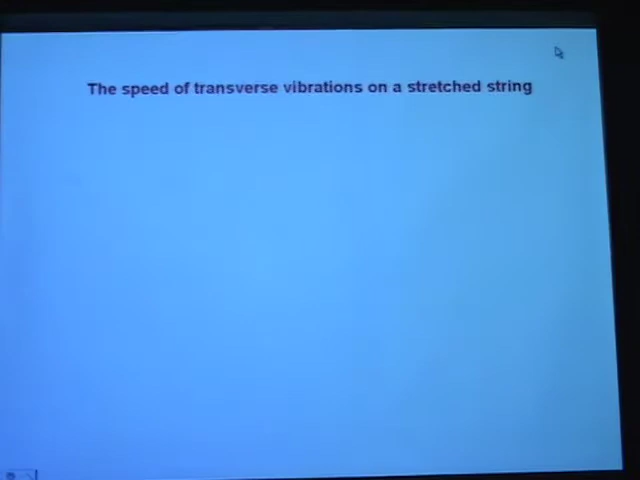 The speed of transverse vibrations on a stretched string